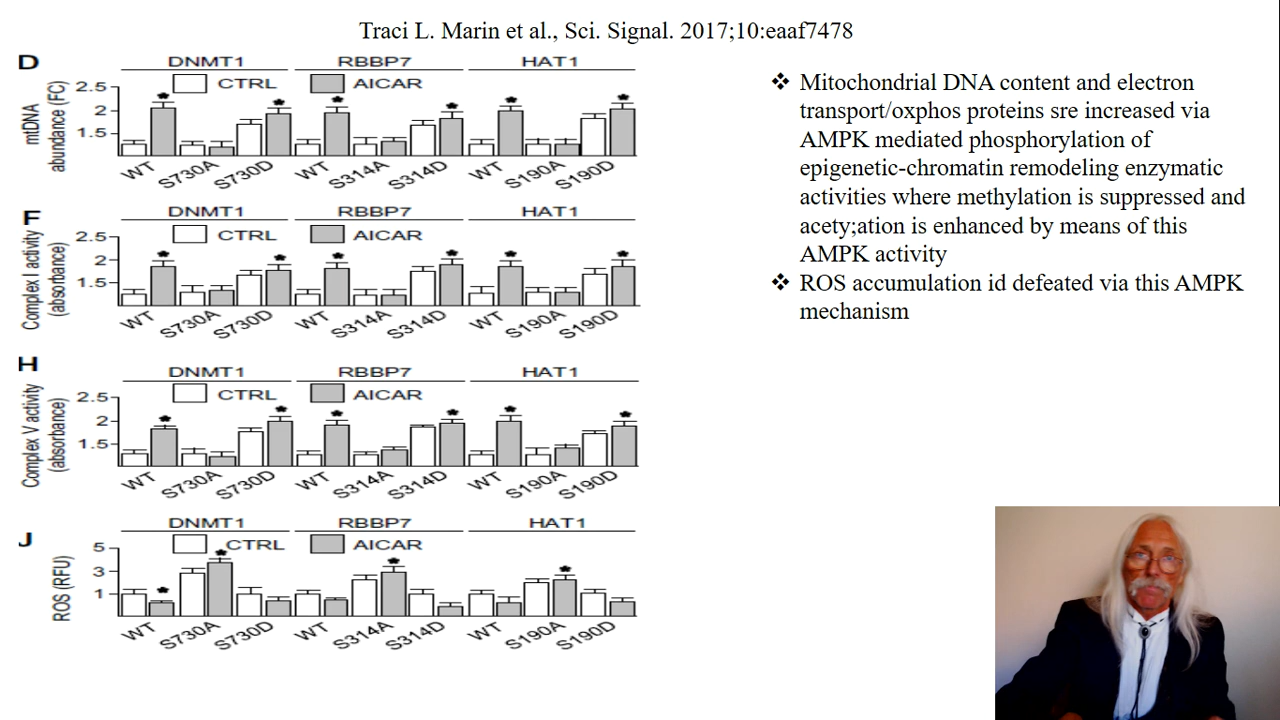 Traci L. Marin et al., Sci. Signal. 2017;10:eaaf7478
D
DNMT1 RBBP7 HAT1
CTRL AICAR
mtDNA
abundance (FC)
2.5
2
1.5
WT S730A S730D WT S314A S314D WT S190A S190D
F
DNMT1 RBBP7 HAT1
CTRL AICAR
Complex I activity
(absorbance)
2.5
2
1.5
WT S730A S730D WT S314A S314D WT S190A S190D
H
DNMT1 RBBP7 HAT1
CTRL AICAR
Complex V activity
(absorbance)
2.5
2
1.5
WT S730A S730D WT S314A S314D WT S190A S190D
J
DNMT1 RBBP7 HAT1
CTRL AICAR
ROS (RFU)
5
3
1
WT S730A S730D WT S314A S314D WT S190A S190D
❖ Mitochondrial DNA content and electron
transport/oxphos proteins sre increased via
AMPK mediated phosphorylation of
epigenetic-chromatin remodeling enzymatic
activities where methylation is suppressed and
acety;ation is enhanced by means of this
AMPK activity
❖ ROS accumulation id defeated via this AMPK
mechanism